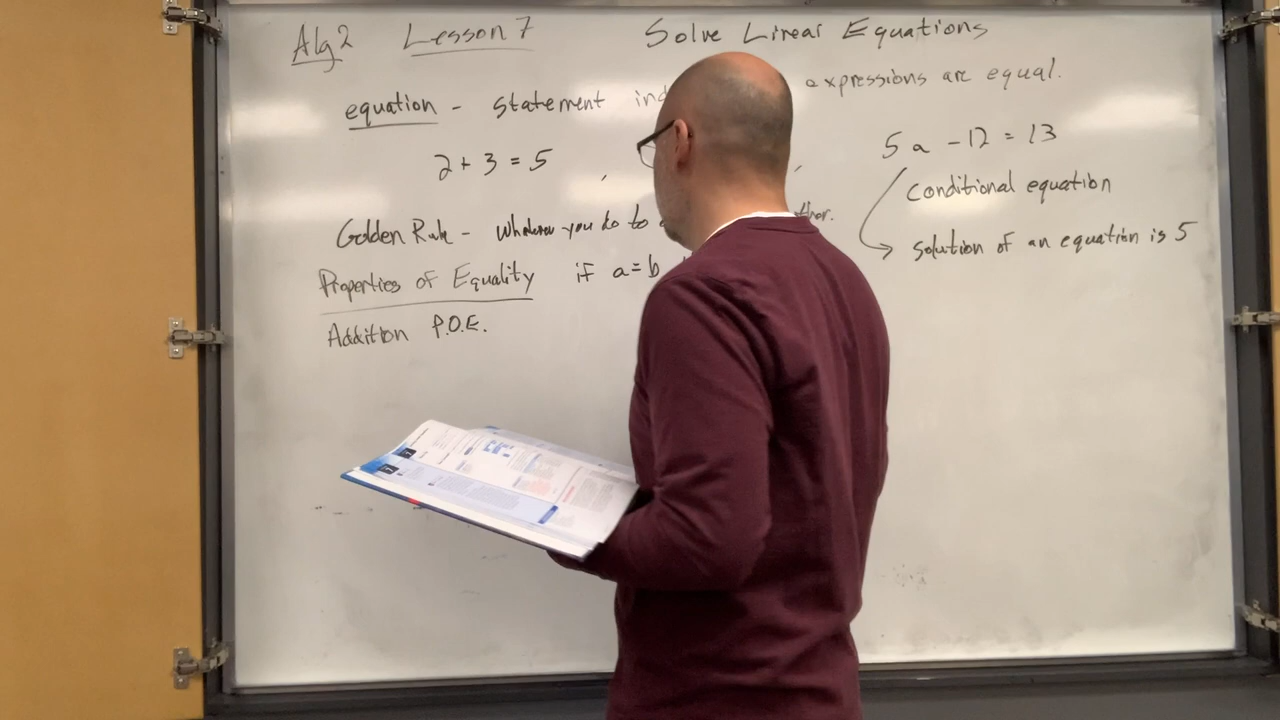 Alg 2 Lesson 7 Solve Linear Equations
equation - statement ind expressions are equal.
2 + 3 = 5
5a - 12 = 13
conditional equation
Golden Rule - Whatever you do to
solution of an equation is 5
Properties of Equality if a = b
Addition P.O.E.